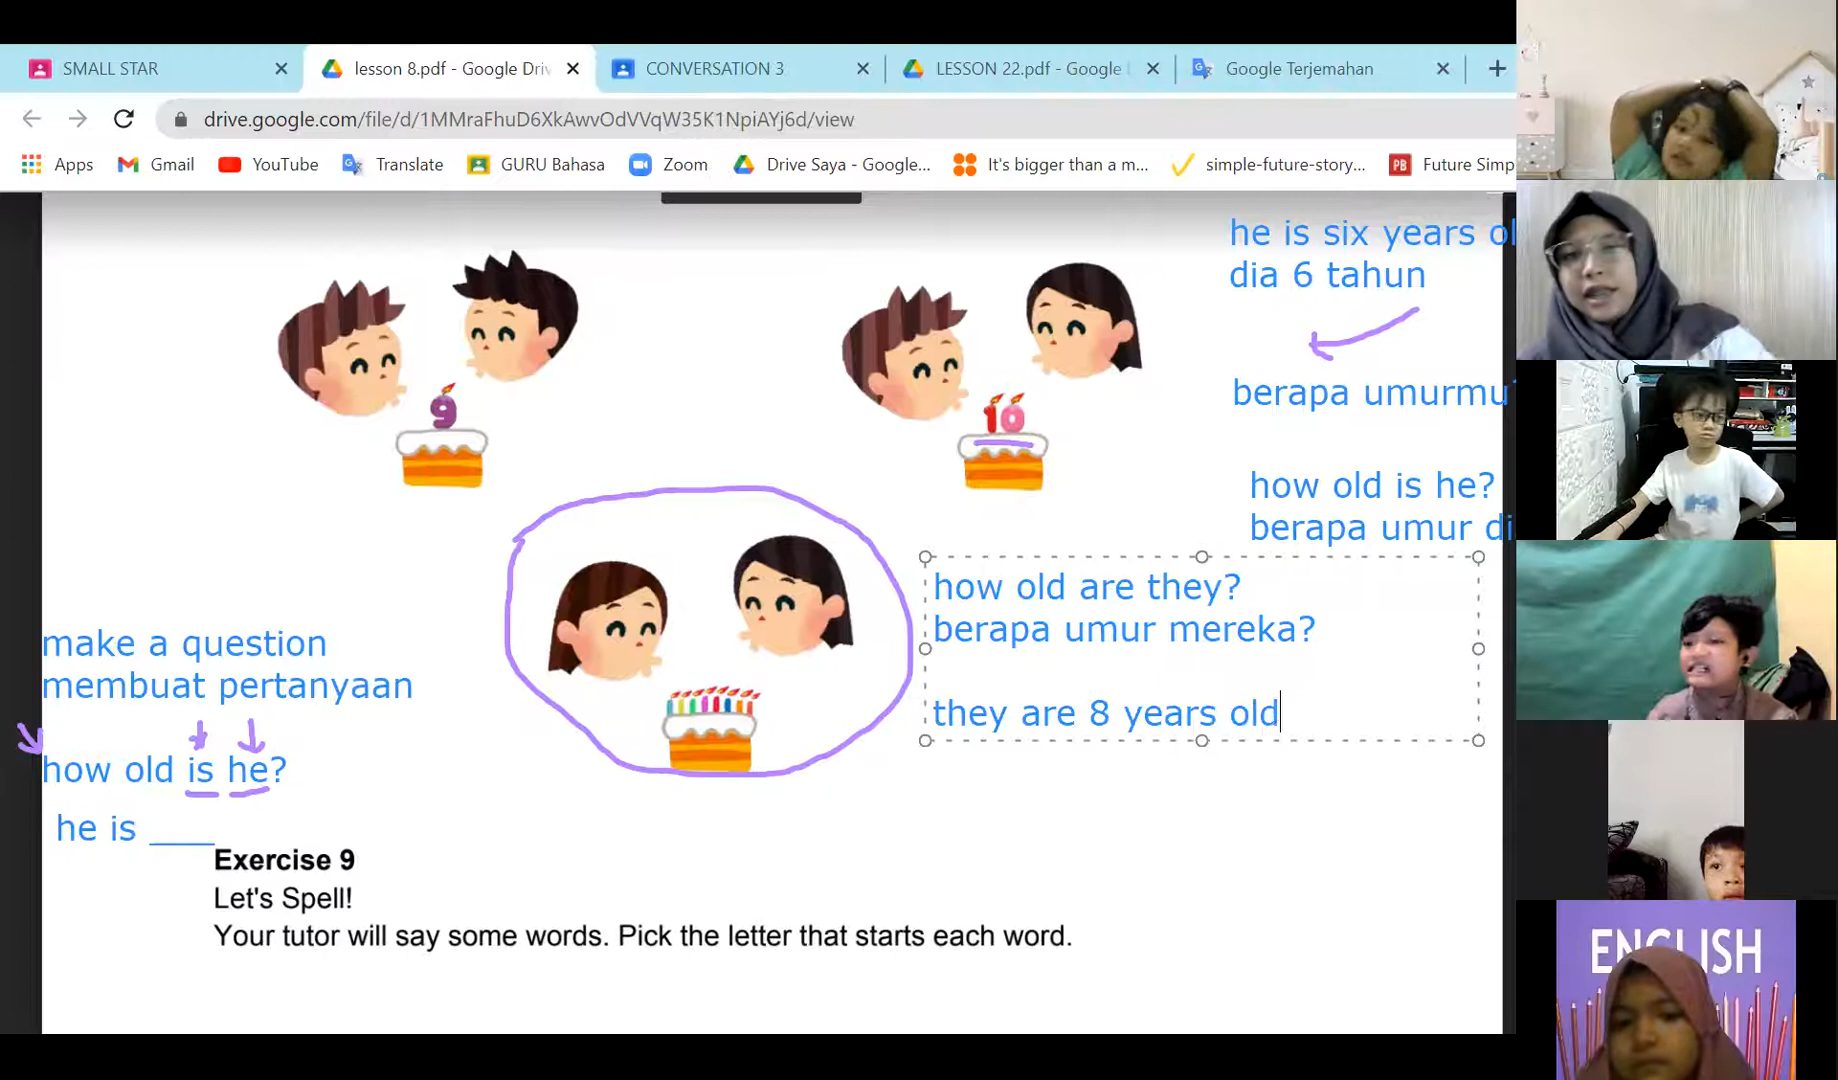 SMALL STAR
lesson 8.pdf - Google Driv
CONVERSATION 3
LESSON 22.pdf - Google
Google Terjemahan
drive.google.com/file/d/1MMraFhuD6XkAwvOdVVqW35K1NpiAYj6d/view
Apps
Gmail
YouTube
Translate
GURU Bahasa
Zoom
Drive Saya - Google...
It's bigger than a m...
simple-future-story...
PB
Future Simp
9
10
he is six years ol
dia 6 tahun
berapa umurmu?
how old is he?
berapa umur di
how old are they?
berapa umur mereka?
they are 8 years old
make a question
membuat pertanyaan
how old is he?
he is ____
Exercise 9
Let's Spell!
Your tutor will say some words. Pick the letter that starts each word.
ENGLISH